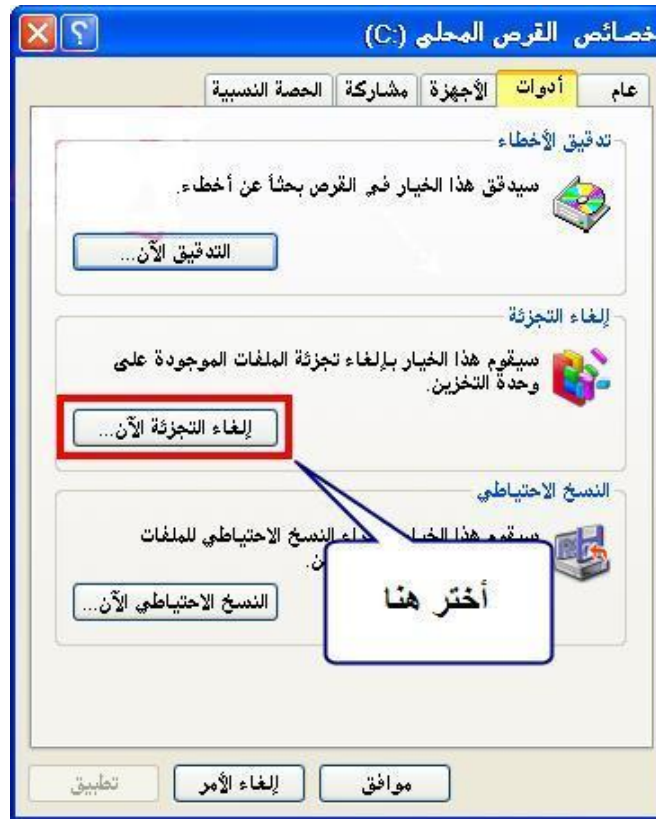 خصائص القرص المحلي (C:)
عام أدوات الأجهزة مشاركة الحصة النسبية
تدقيق الأخطاء
سيدقق هذا الخيار في القرص بحثاً عن أخطاء.
التدقيق الآن...
إلغاء التجزئة
سيقوم هذا الخيار بإلغاء تجزئة الملفات الموجودة على
وحدة التخزين.
إلغاء التجزئة الآن...
النسخ الاحتياطي
سيقوم هذا النسخ الاحتياطي للملفات
النسخ الاحتياطي الآن...
أختر هنا
موافق إلغاء الأمر تطبيق